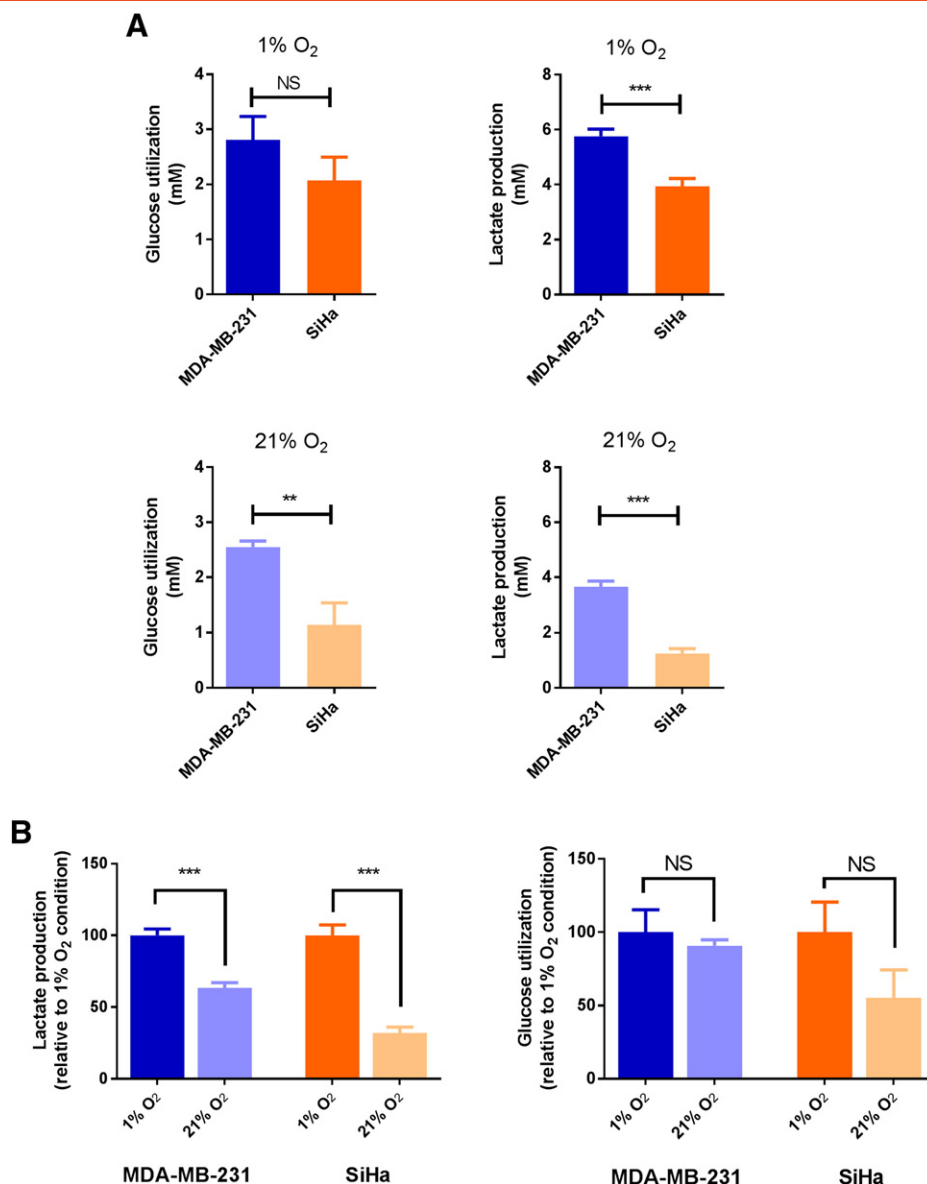 A
1% O2
NS
4
3
2
1
0
Glucose utilization
(mM)
MDA-MB-231
SiHa
1% O2
***
8
6
4
2
0
Lactate production
(mM)
MDA-MB-231
SiHa
21% O2
**
4
3
2
1
0
Glucose utilization
(mM)
MDA-MB-231
SiHa
21% O2
***
8
6
4
2
0
Lactate production
(mM)
MDA-MB-231
SiHa
B
Lactate production
(relative to 1% O2 condition)
150
100
50
0
***
***
1% O2
21% O2
1% O2
21% O2
MDA-MB-231
SiHa
Glucose utilization
(relative to 1% O2 condition)
150
100
50
0
NS
NS
1% O2
21% O2
1% O2
21% O2
MDA-MB-231
SiHa